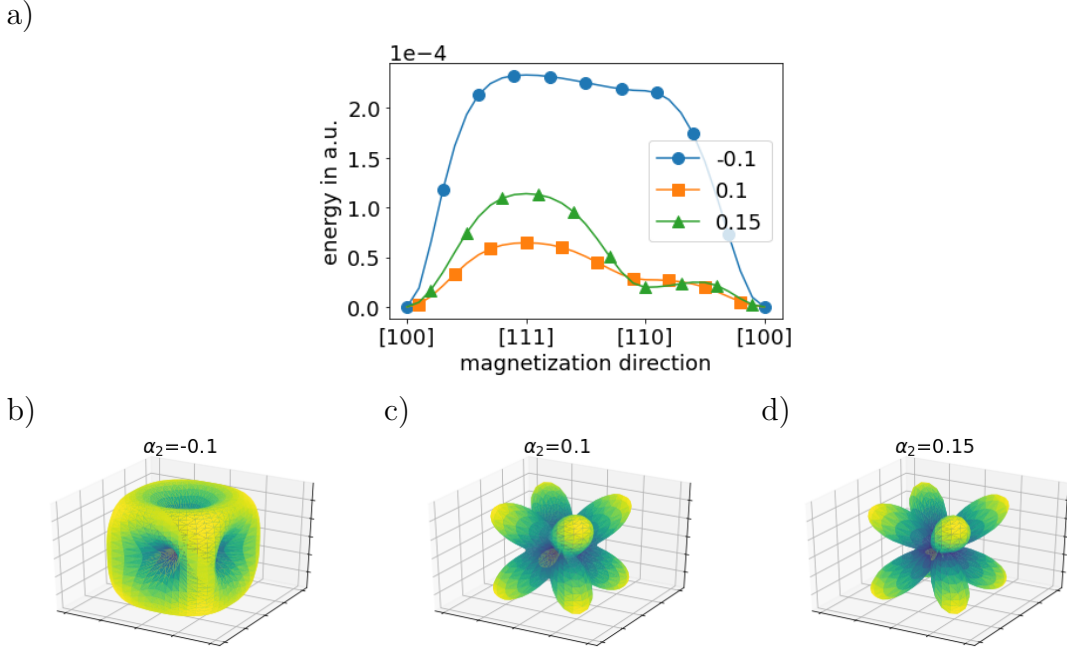 a)
1e−4
energy in a.u.
2.0
1.5
1.0
0.5
0.0
-0.1
0.1
0.15
[100] [111] [110] [100]
magnetization direction
b) c) d)
α₂=-0.1 α₂=0.1 α₂=0.15